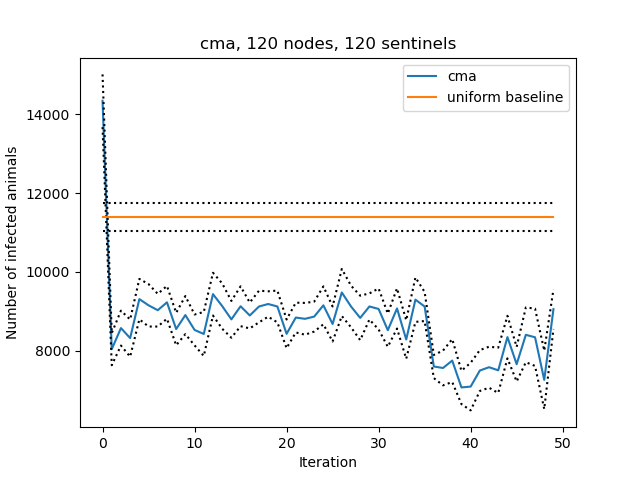 cma, 120 nodes, 120 sentinels
cma
uniform baseline
14000
12000
10000
8000
Number of infected animals
0
10
20
30
40
50
Iteration